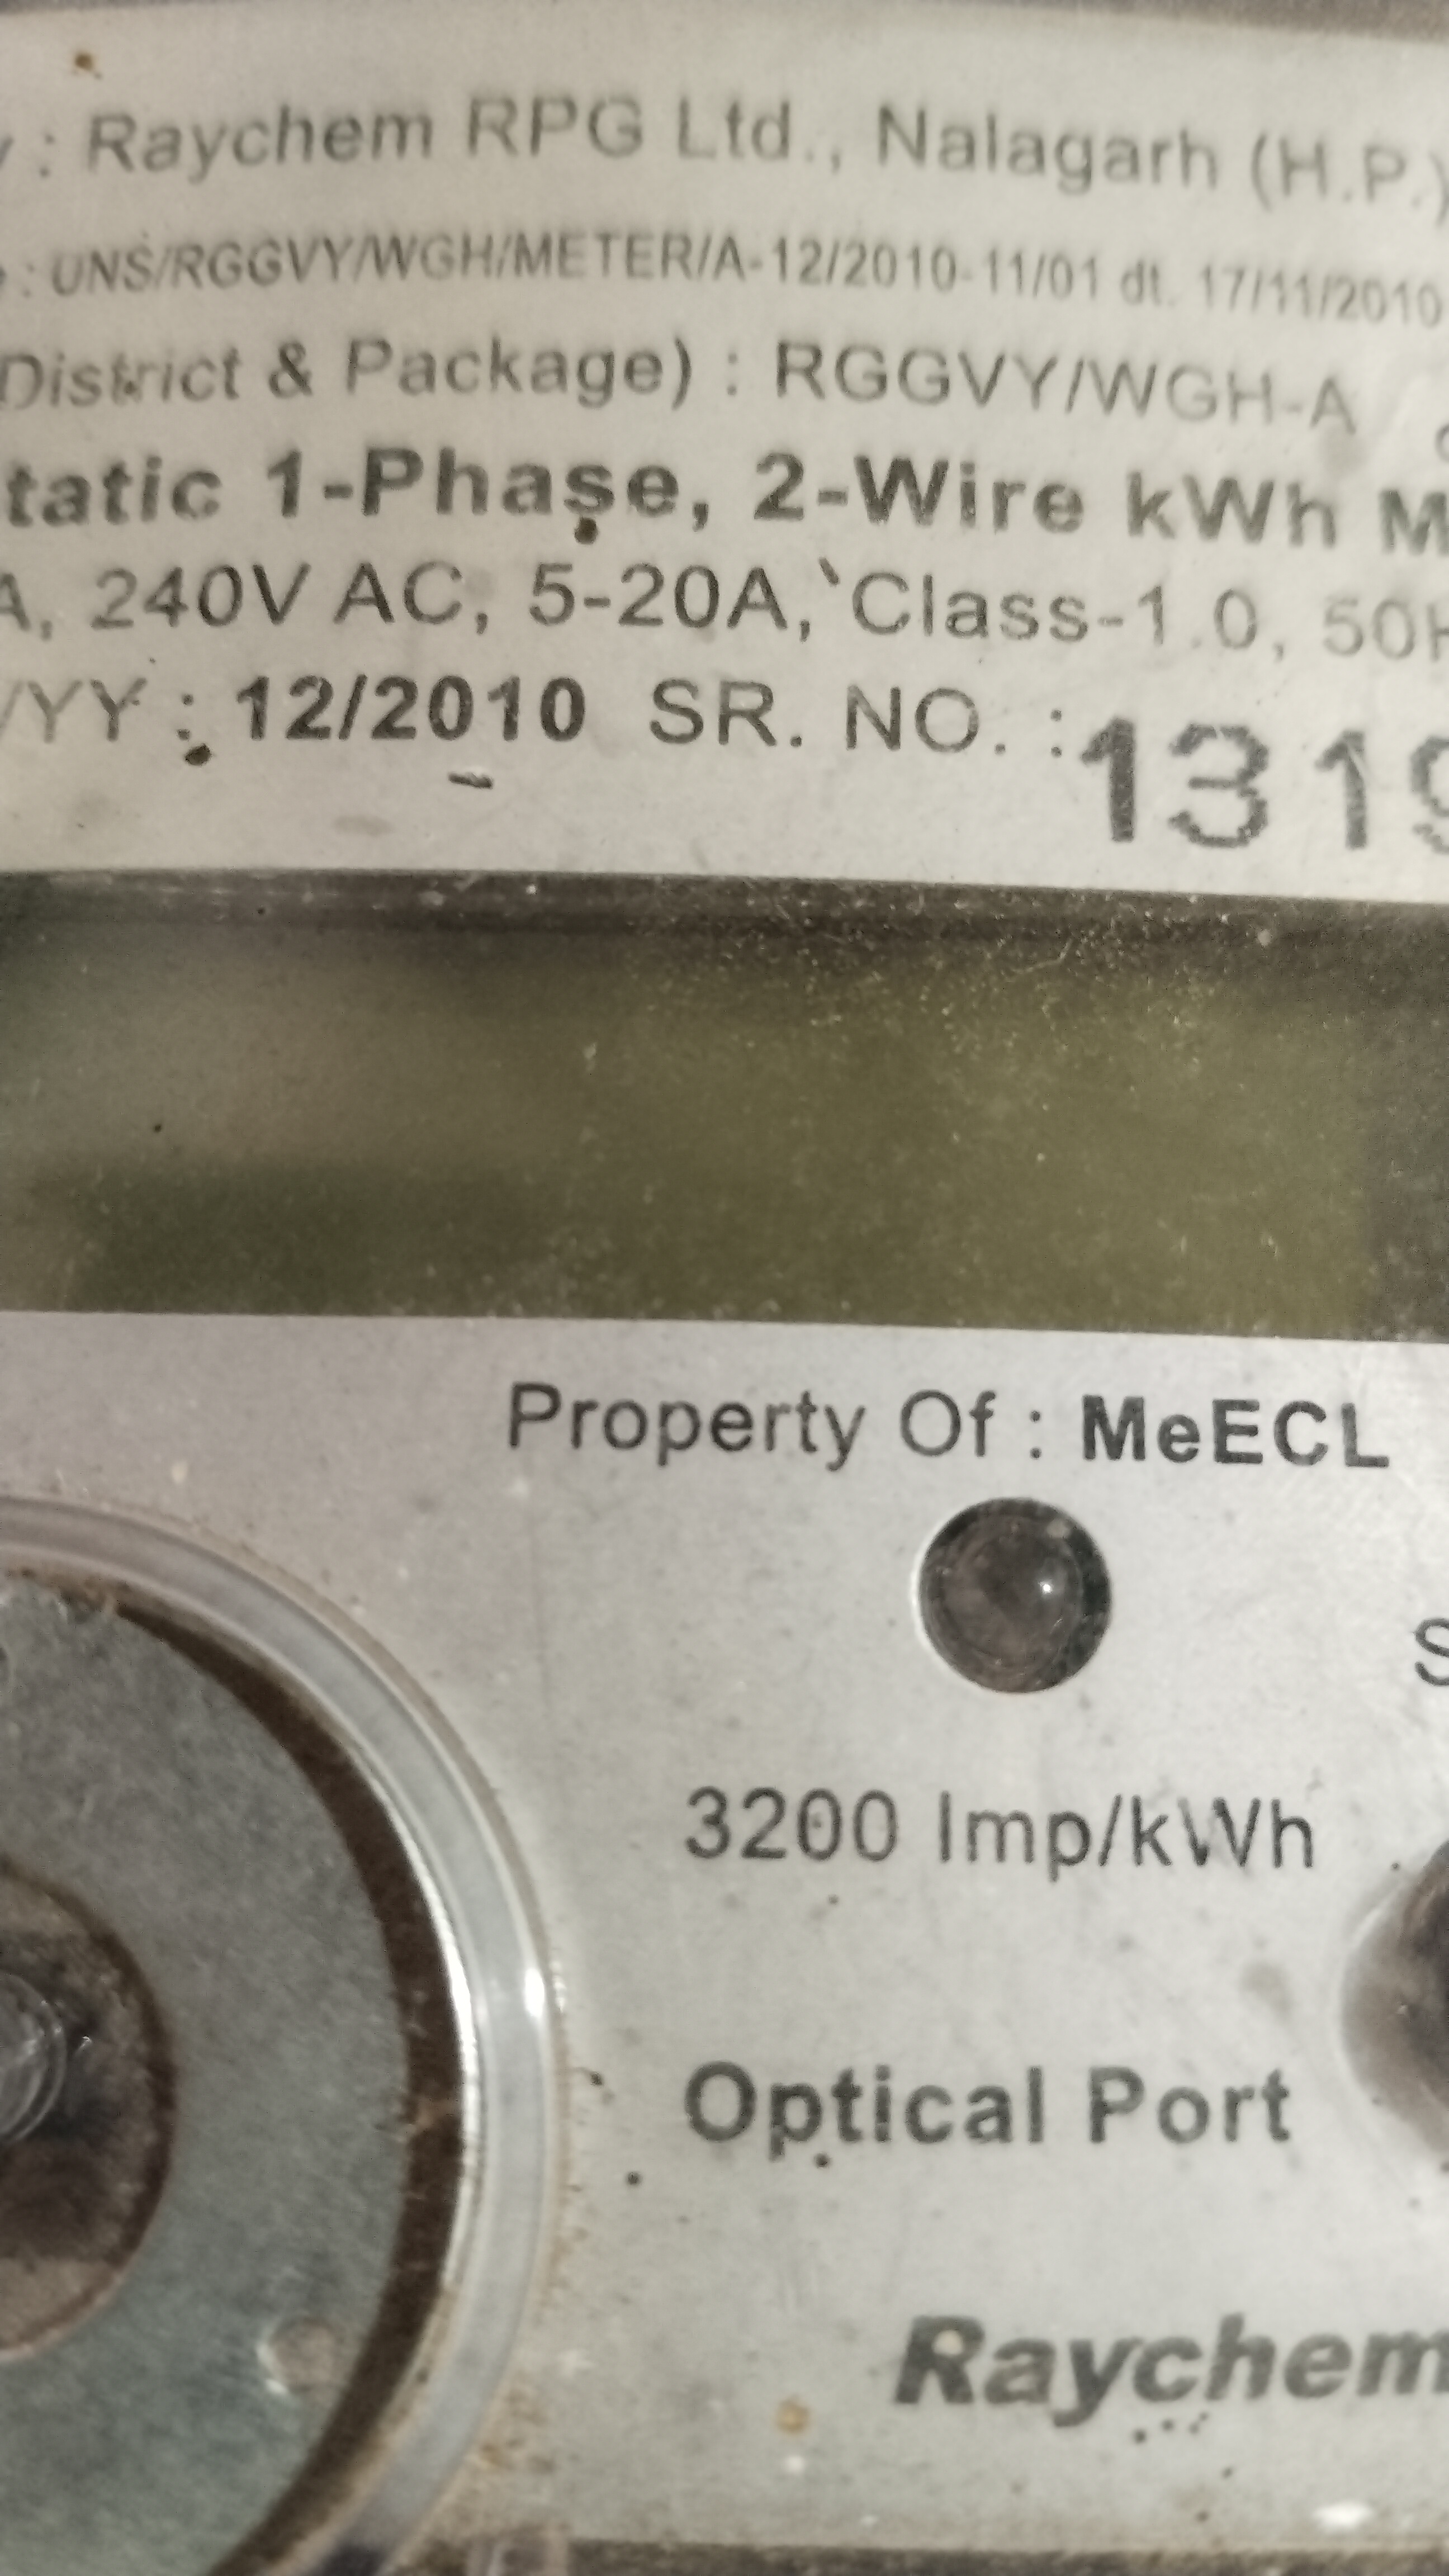 : Raychem RPG Ltd., Nalagarh (H.P.)
: UNS/RGGVY/WGH/METER/A-12/2010-11/01 dt. 17/11/2010
District & Package) : RGGVY/WGH-A
tatic 1-Phase, 2-Wire kWh M
A, 240V AC, 5-20A, Class-1.0, 50H
/YY : 12/2010 SR. NO. : 1319
Property Of : MeECL
S
3200 Imp/kWh
Optical Port
Raychem